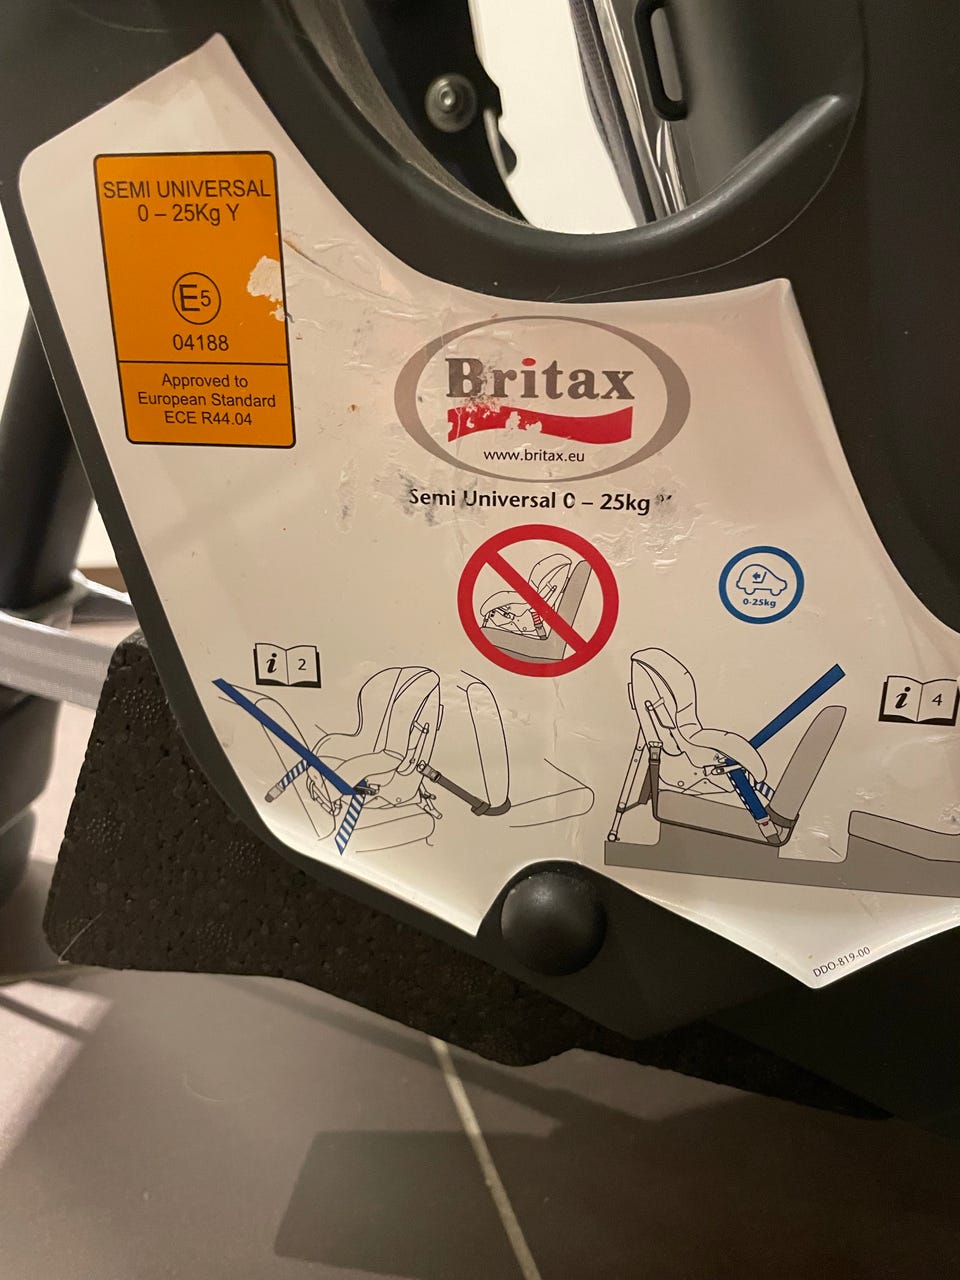 SEMI UNIVERSAL
0 – 25Kg Y
E5
04188
Approved to
European Standard
ECE R44.04
Britax
www.britax.eu
Semi Universal 0 – 25kg
0-25kg
i 2
i 4
DDO-819-00